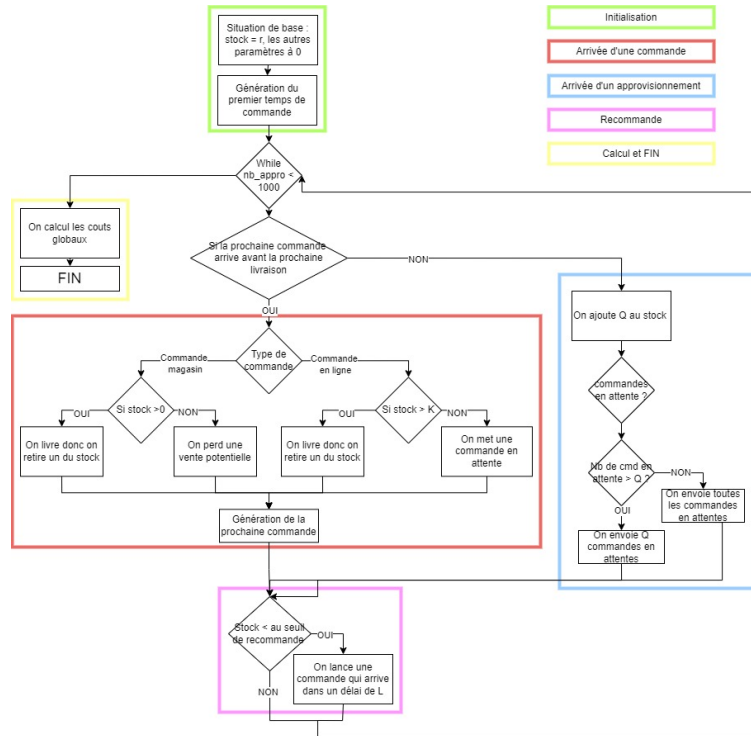 Situation de base :
stock = r, les autres
paramètres á 0
Génération du
premier temps de
commande
Initialisation
Arrivée d'une commande
Arrivée d'un approvisionnement
Recommande
Calcul et FIN
While
nb_appro <
1000
On calcul les couts
globaux
FIN
Si la prochaine commande
arrive avant la prochaine
livraison
NON
OUI
Type de
commande
Commande
magasin
Commande
en ligne
Si stock >0
OUI
NON
Si stock > K
OUI
NON
On livre donc on
retire un du stock
On perd une
vente potentielle
On livre donc on
retire un du stock
On met une
commande en
attente
Génération de la
prochaine commande
On ajoute Q au stock
commandes
en attente ?
Nb de cmd en
attente > Q ?
NON
OUI
On envoie toutes
les commandes
en attentes
On envoie Q
commandes en
attentes
Stock < au seuil
de recommande
OUI
NON
On lance une
commande qui arrive
dans un délai de L